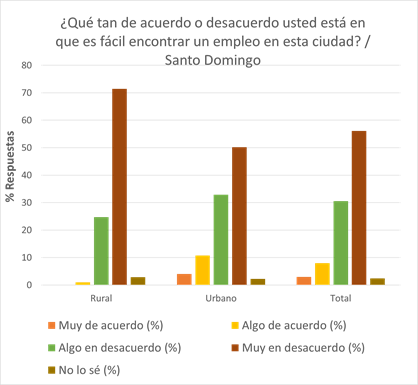 ¿Qué tan de acuerdo o desacuerdo usted está en
que es fácil encontrar un empleo en esta ciudad? /
Santo Domingo
% Respuestas
80
70
60
50
40
30
20
10
0
Rural
Urbano
Total
Muy de acuerdo (%)
Algo de acuerdo (%)
Algo en desacuerdo (%)
Muy en desacuerdo (%)
No lo sé (%)